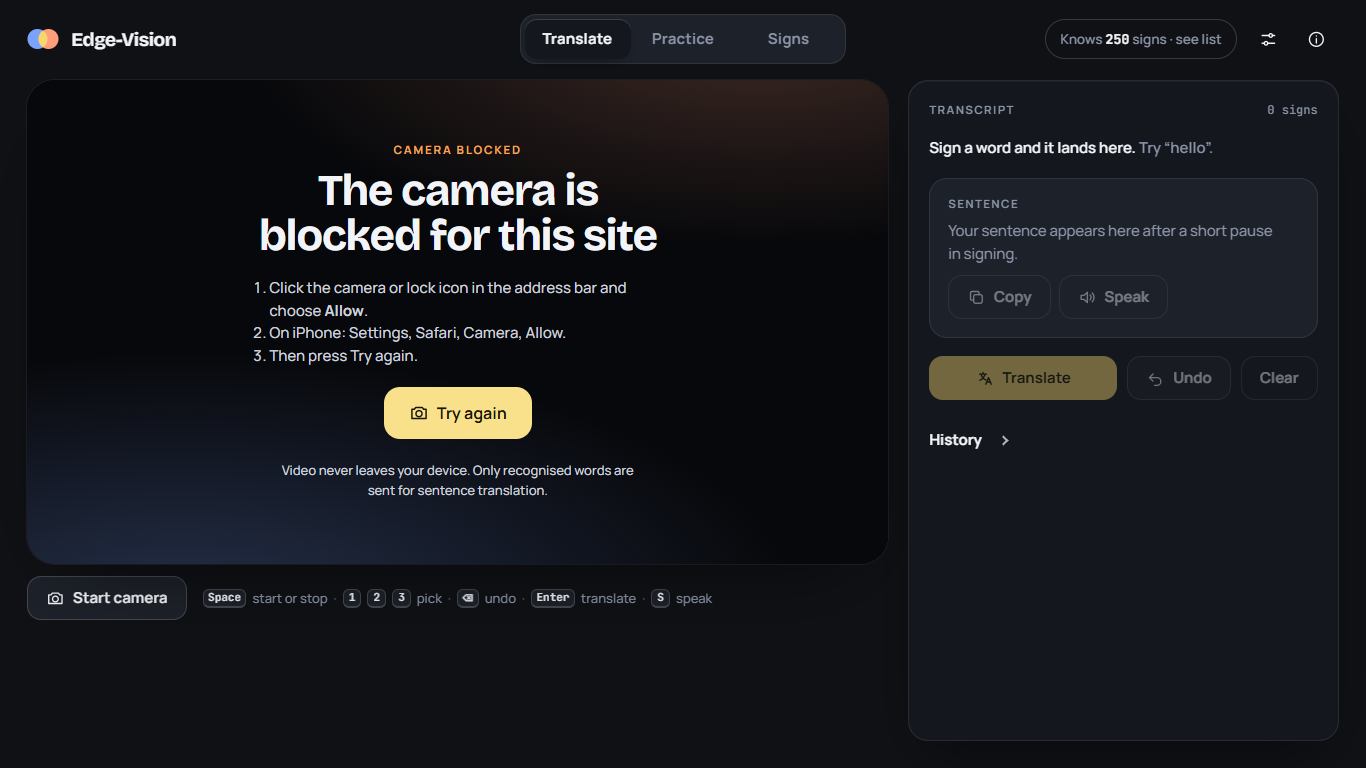 Edge-Vision
Translate
Practice
Signs
Knows 250 signs · see list
CAMERA BLOCKED
The camera is
blocked for this site
1. Click the camera or lock icon in the address bar and
choose Allow.
2. On iPhone: Settings, Safari, Camera, Allow.
3. Then press Try again.
Try again
Video never leaves your device. Only recognised words are
sent for sentence translation.
Start camera
Space start or stop · 1 2 3 pick · ⌫ undo · Enter translate · S speak
TRANSCRIPT
0 signs
Sign a word and it lands here. Try “hello”.
SENTENCE
Your sentence appears here after a short pause
in signing.
Copy
Speak
Translate
Undo
Clear
History